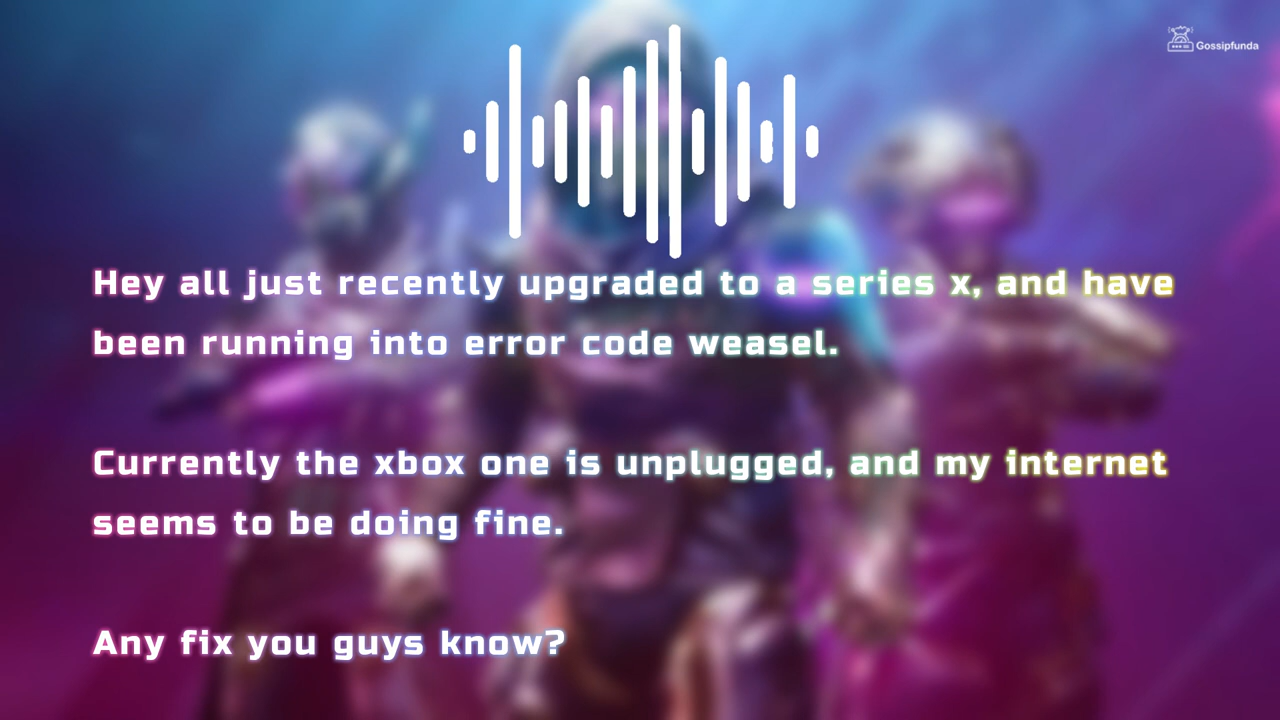 Gossipfunda
Hey all just recently upgraded to a series x, and have
been running into error code weasel.
Currently the xbox one is unplugged, and my internet
seems to be doing fine.
Any fix you guys know?